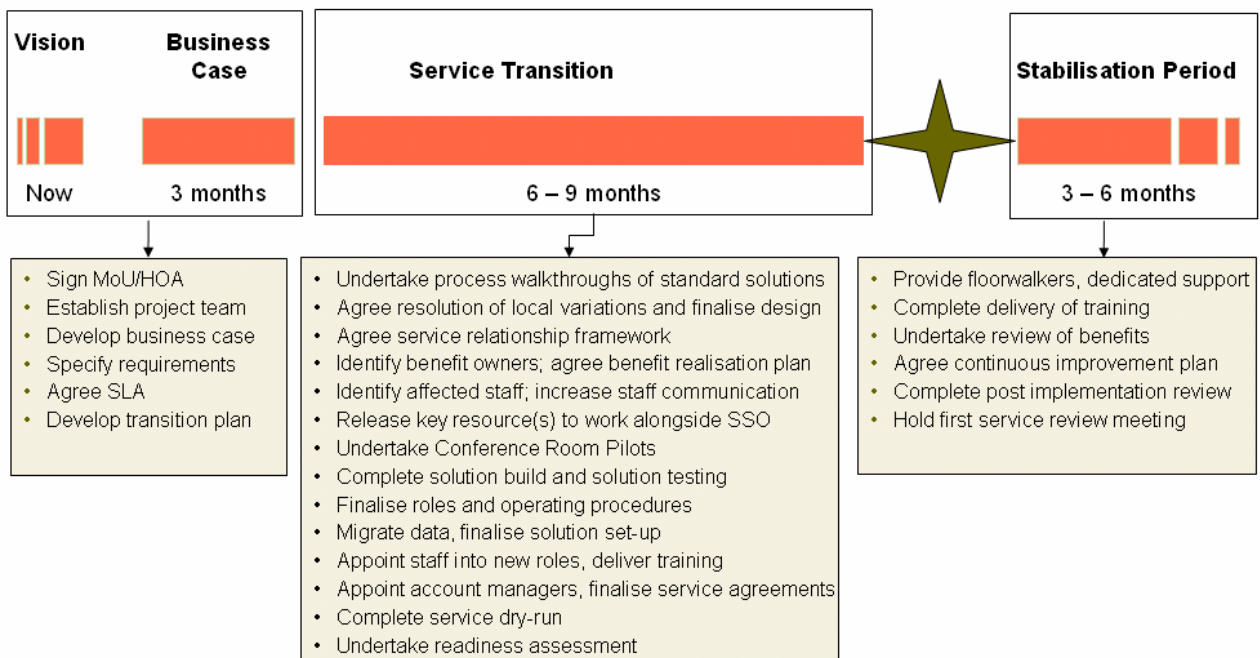 Vision
Business
Case
Service Transition
Stabilisation Period
Now
3 months
6 – 9 months
3 – 6 months
• Sign MoU/HOA
• Establish project team
• Develop business case
• Specify requirements
• Agree SLA
• Develop transition plan
• Undertake process walkthroughs of standard solutions
• Agree resolution of local variations and finalise design
• Agree service relationship framework
• Identify benefit owners; agree benefit realisation plan
• Identify affected staff; increase staff communication
• Release key resource(s) to work alongside SSO
• Undertake Conference Room Pilots
• Complete solution build and solution testing
• Finalise roles and operating procedures
• Migrate data, finalise solution set-up
• Appoint staff into new roles, deliver training
• Appoint account managers, finalise service agreements
• Complete service dry-run
• Undertake readiness assessment
• Provide floorwalkers, dedicated support
• Complete delivery of training
• Undertake review of benefits
• Agree continuous improvement plan
• Complete post implementation review
• Hold first service review meeting